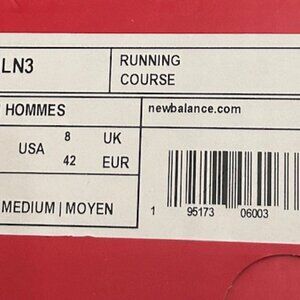 LN3
RUNNING
COURSE
HOMMES
newbalance.com
8 UK
USA
42 EUR
MEDIUM | MOYEN
1 95173 06003